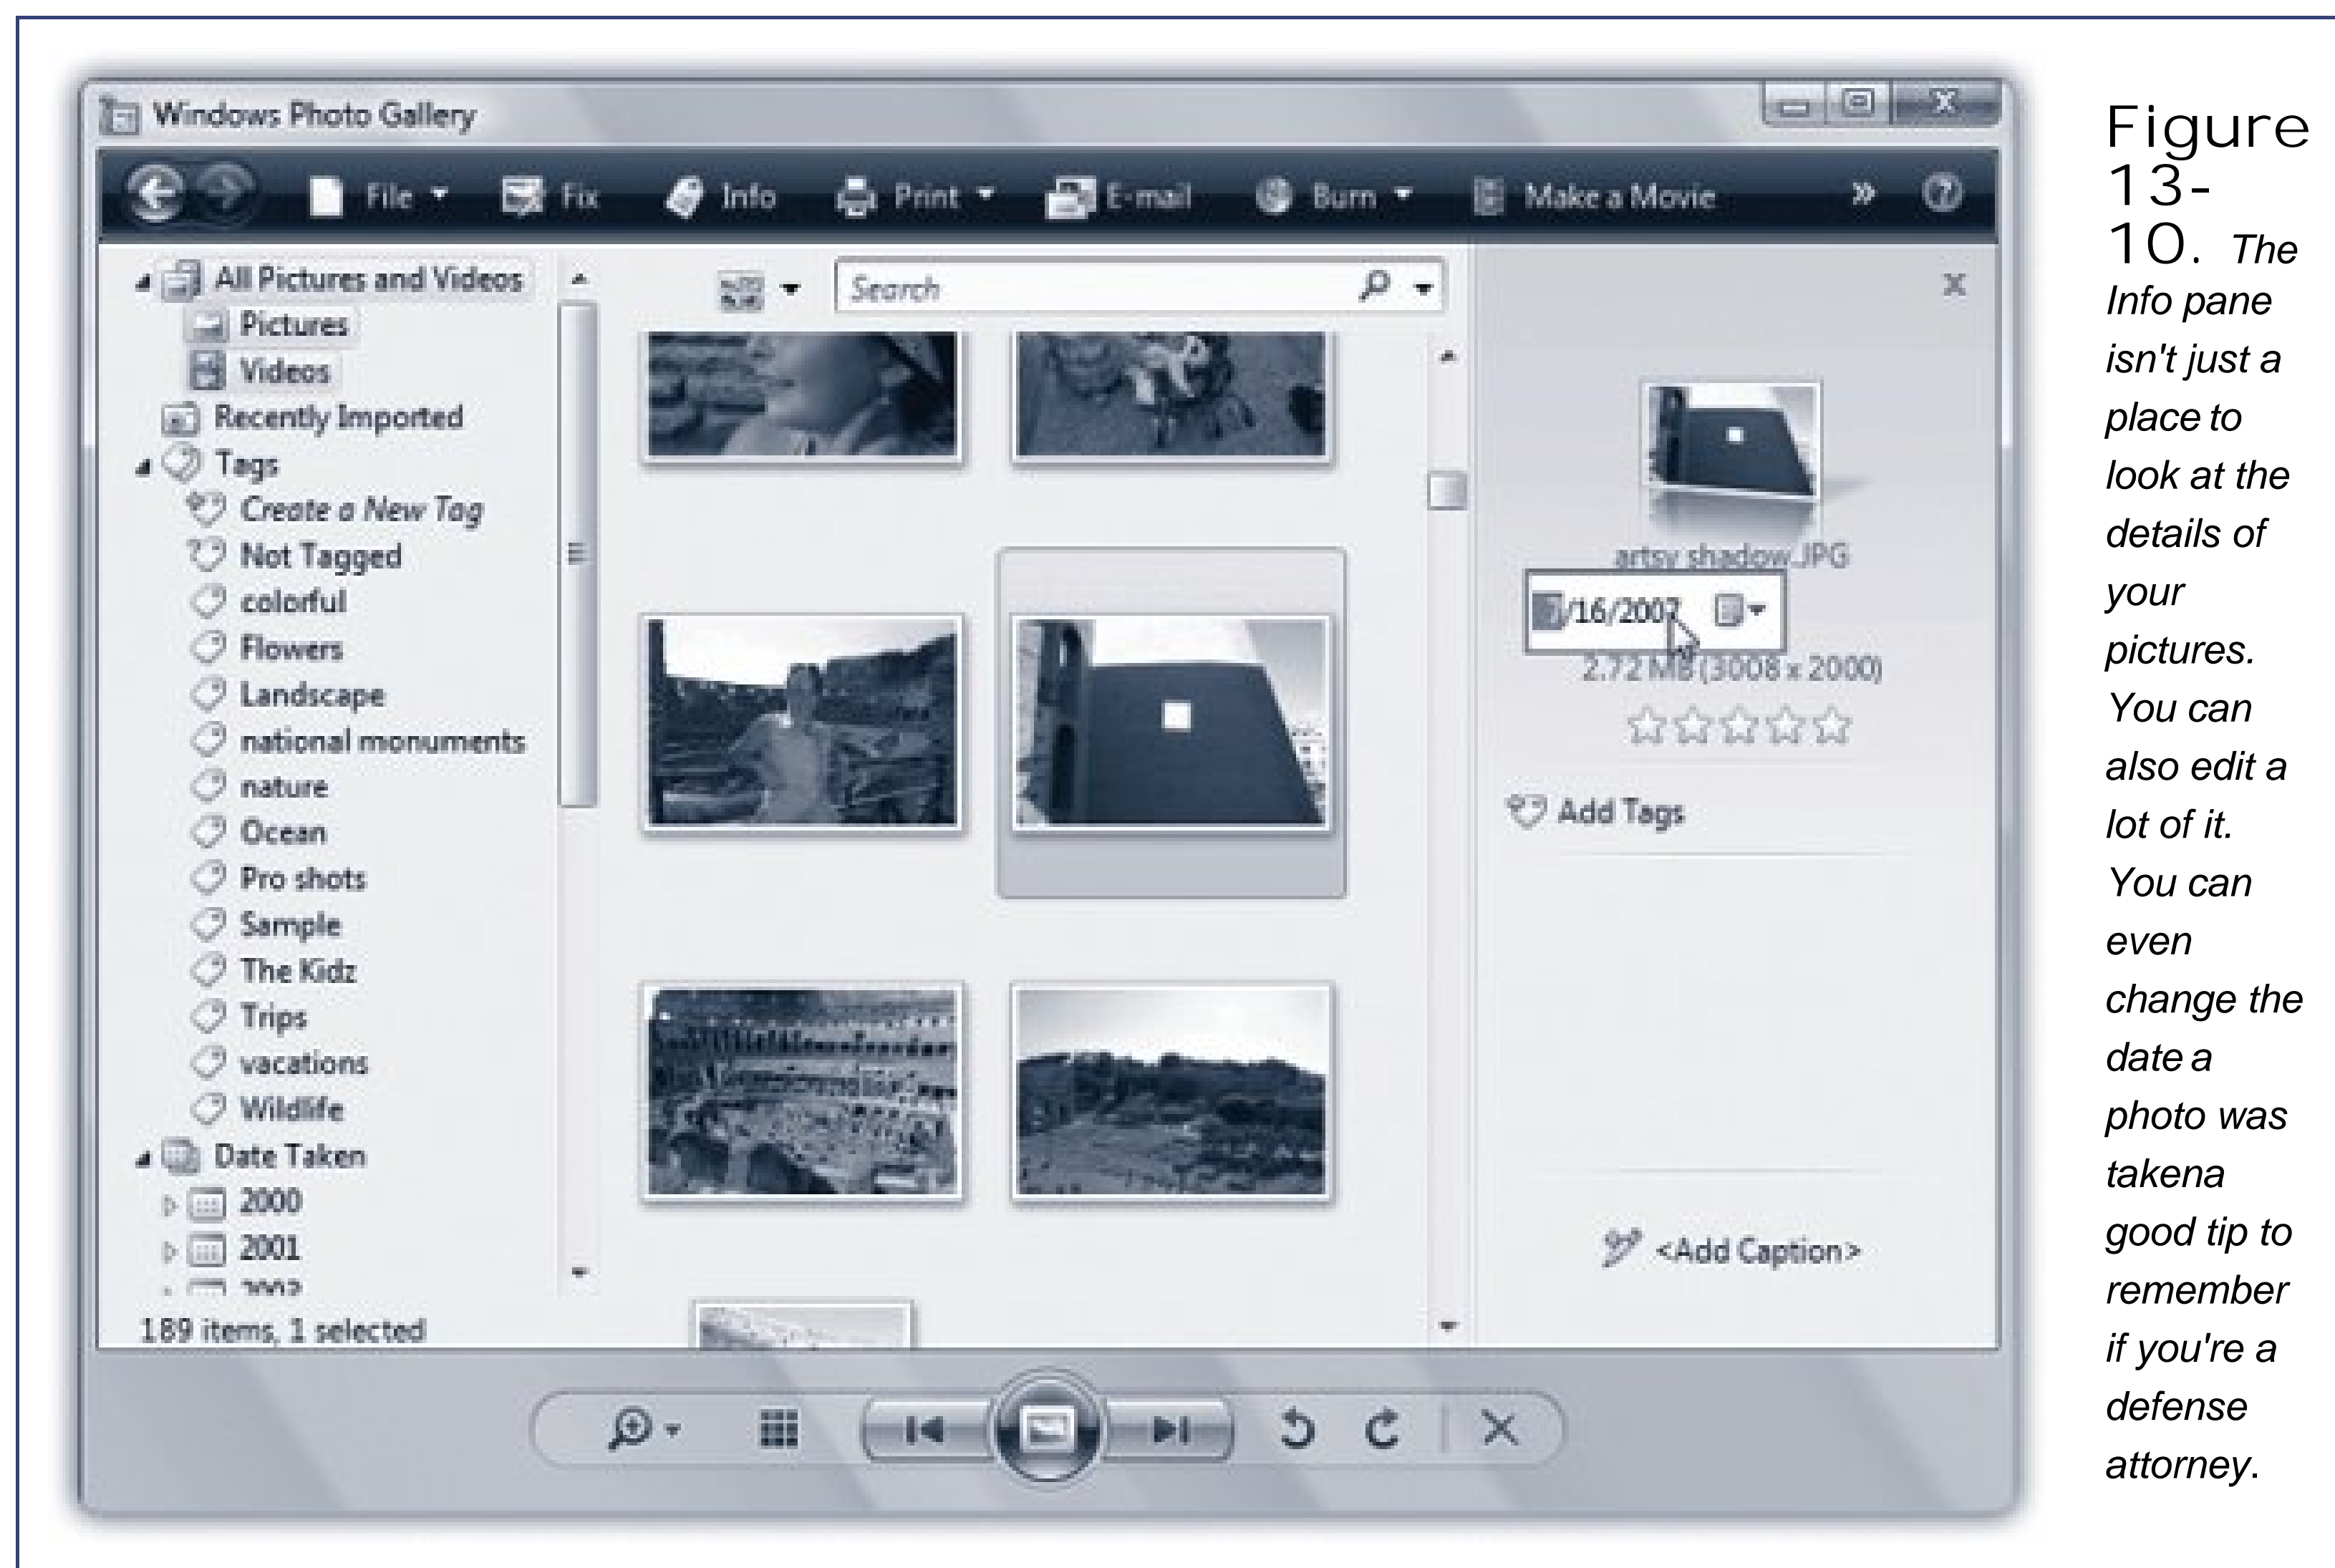 Windows Photo Gallery
File Fix Info Print E-mail Burn Make a Movie »
All Pictures and Videos
Pictures
Videos
Recently Imported
Tags
Create a New Tag
Not Tagged
colorful
Flowers
Landscape
national monuments
nature
Ocean
Pro shots
Sample
The Kidz
Trips
vacations
Wildlife
Date Taken
2000
2001
189 items, 1 selected
Search
artsy shadow.JPG
/16/2007
2.72 MB (3008 x 2000)
Add Tags
<Add Caption>
Figure
13-
10. The
Info pane
isn't just a
place to
look at the
details of
your
pictures.
You can
also edit a
lot of it.
You can
even
change the
date a
photo was
takena
good tip to
remember
if you're a
defense
attorney.